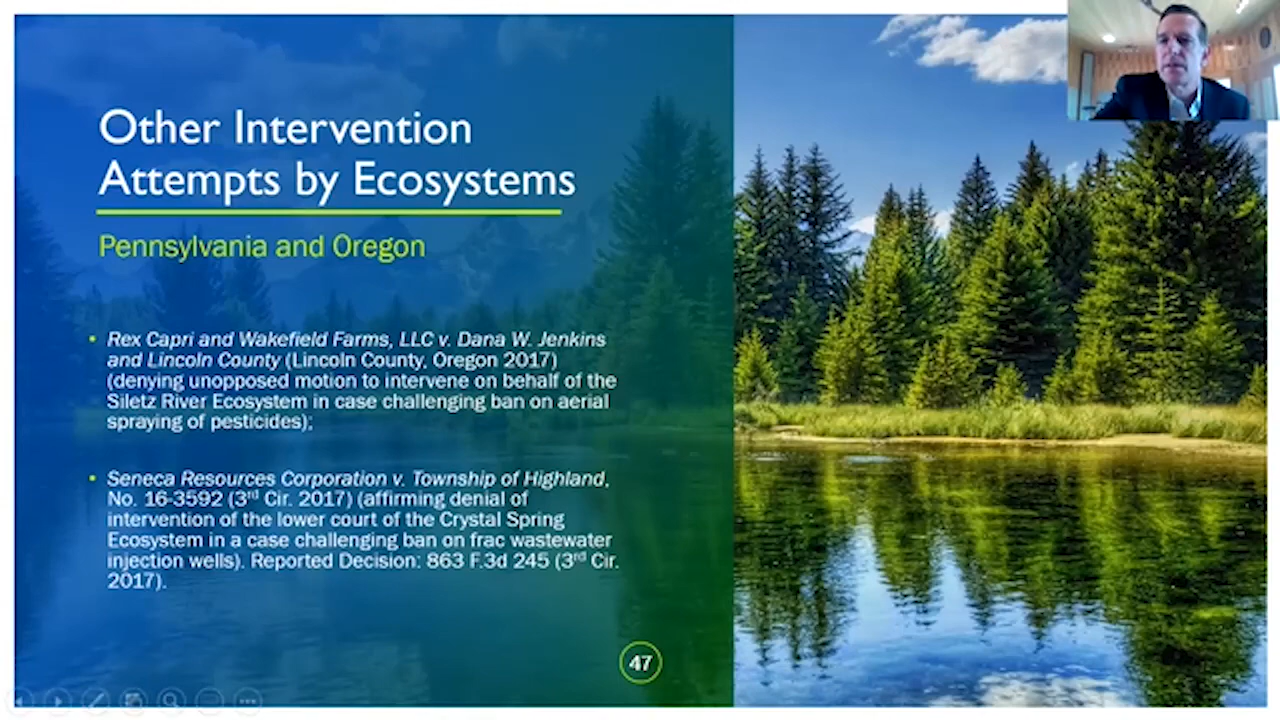 Other Intervention
Attempts by Ecosystems
Pennsylvania and Oregon
• Rex Capri and Wakefield Farms, LLC v. Dana W. Jenkins
and Lincoln County (Lincoln County, Oregon 2017)
(denying unopposed motion to intervene on behalf of the
Siletz River Ecosystem in case challenging ban on aerial
spraying of pesticides);
• Seneca Resources Corporation v. Township of Highland,
No. 16-3592 (3rd Cir. 2017) (affirming denial of
intervention of the lower court of the Crystal Spring
Ecosystem in a case challenging ban on frac wastewater
injection wells). Reported Decision: 863 F.3d 245 (3rd Cir.
2017).
47